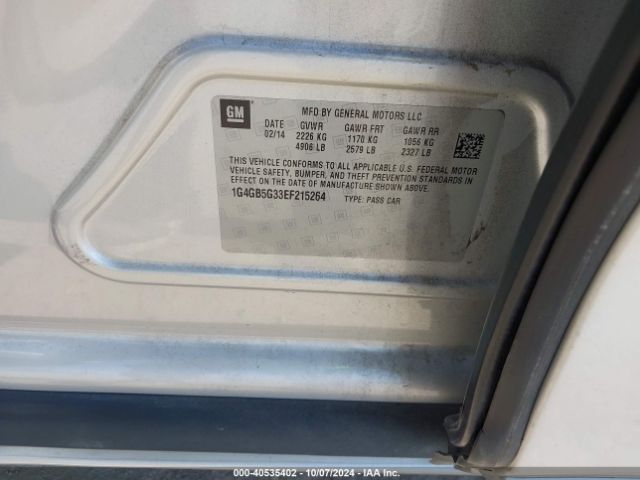 GM
MFD BY GENERAL MOTORS LLC
DATE GVWR GAWR FRT GAWR RR
02/14 2226 KG 1170 KG 1056 KG
4908 LB 2579 LB 2327 LB
THIS VEHICLE CONFORMS TO ALL APPLICABLE U.S. FEDERAL MOTOR
VEHICLE SAFETY, BUMPER, AND THEFT PREVENTION STANDARDS IN
EFFECT ON THE DATE OF MANUFACTURE SHOWN ABOVE.
1G4GB5G33EF215264 TYPE: PASS CAR
000-40535402 - 10/07/2024 - IAA Inc.